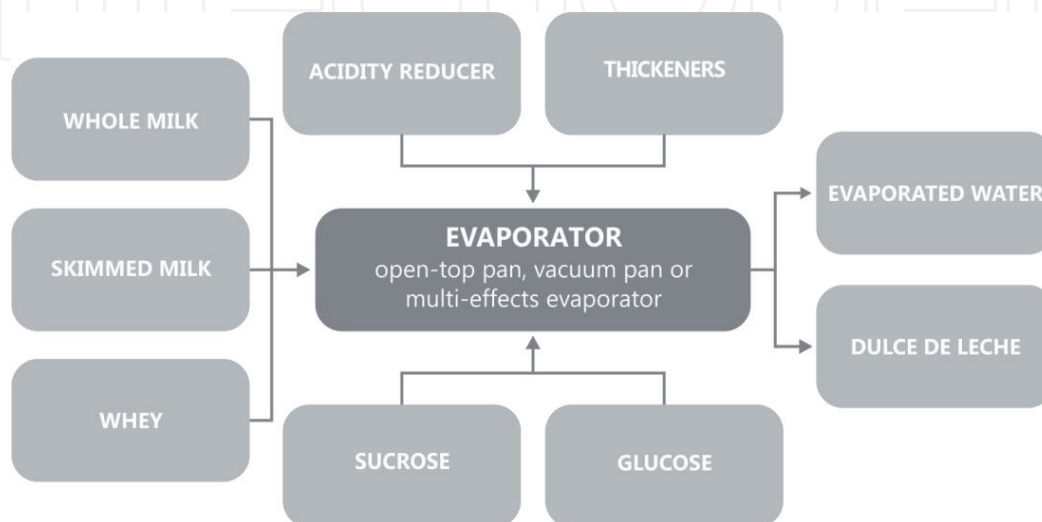 ACIDITY REDUCER
THICKENERS
WHOLE MILK
SKIMMED MILK
WHEY
EVAPORATOR
open-top pan, vacuum pan or
multi-effects evaporator
EVAPORATED WATER
DULCE DE LECHE
SUCROSE
GLUCOSE